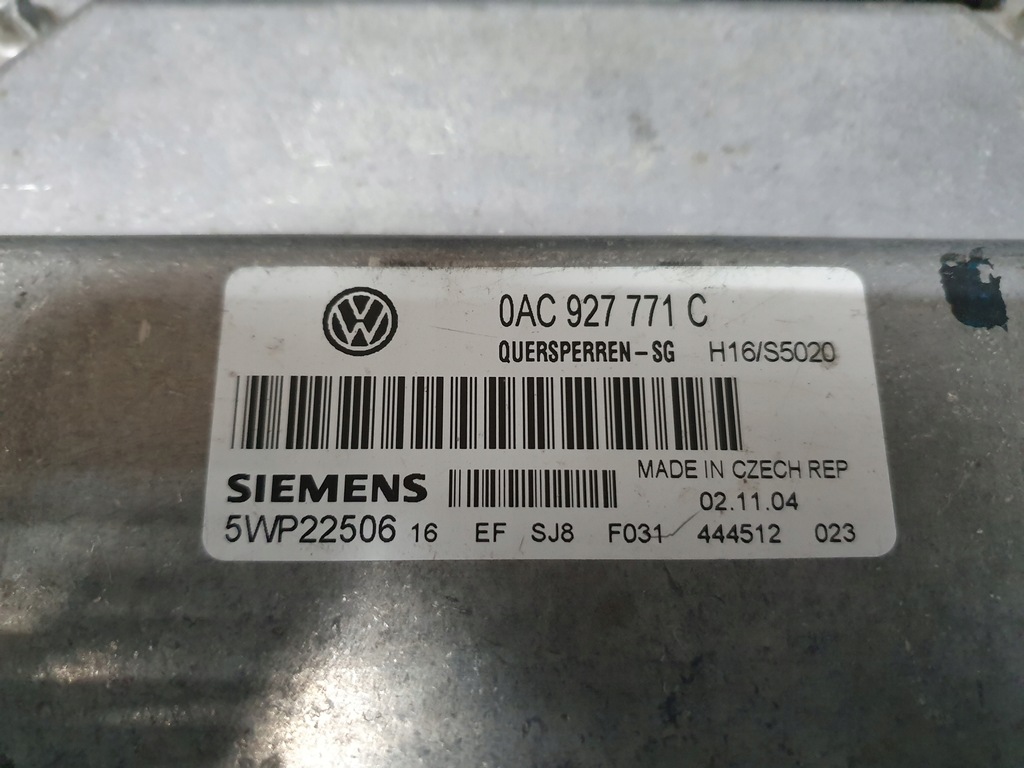 0AC 927 771 C
QUERSPERREN-SG H16/S5020
MADE IN CZECH REP
SIEMENS
02.11.04
5WP22506 16 EF SJ8 F031 444512 023